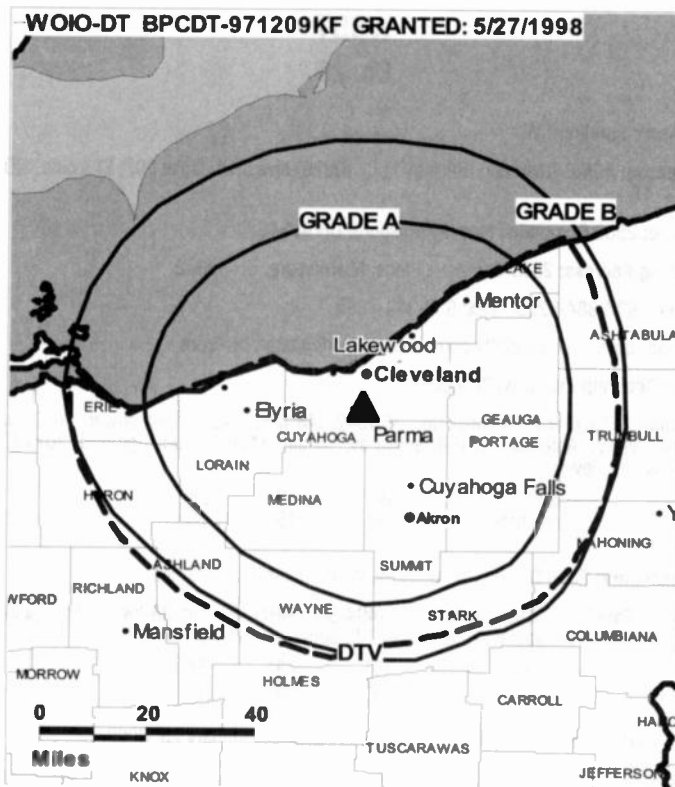 WOIO-DT BPCDT-971209KF GRANTED: 5/27/1998
GRADE B
GRADE A
LAKE
Mentor
ASHTABULA
Lakewood
Cleveland
ERIE
Elyria
GEAUGA
CUYAHOGA
Parma
PORTAGE
TRUMBULL
LORAIN
MEDINA
Cuyahoga Falls
HURON
Akron
Y
MAHONING
ASHLAND
SUMMIT
RICHLAND
WFORD
WAYNE
STARK
Mansfield
COLUMBIANA
DTV
MORROW
HOLMES
CARROLL
0 20 40
HAR
Miles
TUSCARAWAS
KNOX
JEFFERSON